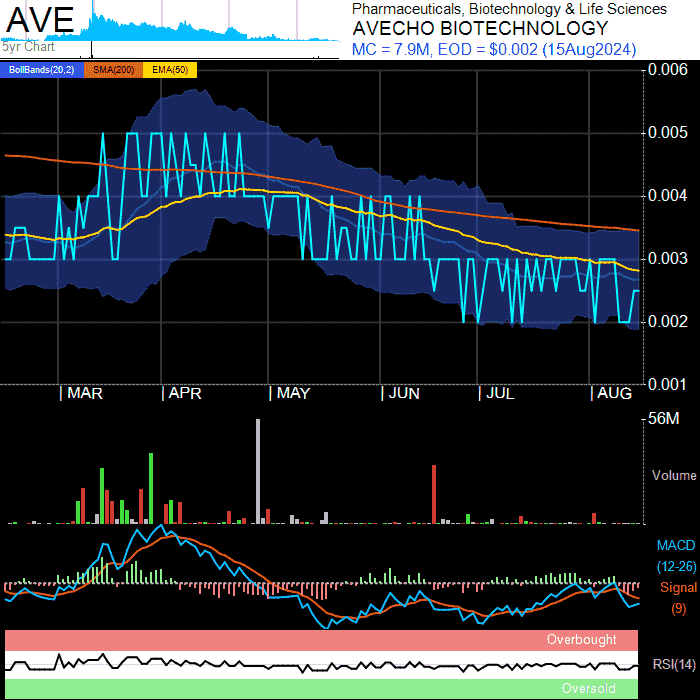 AVE
5yr Chart
Pharmaceuticals, Biotechnology & Life Sciences
AVECHO BIOTECHNOLOGY
MC = 7.9M, EOD = $0.002 (15Aug2024)
BollBands(20,2) SMA(200) EMA(50)
0.006
0.005
0.004
0.003
0.002
0.001
MAR APR MAY JUN JUL AUG
56M
Volume
MACD
(12-26)
Signal
(9)
Overbought
RSI(14)
Oversold